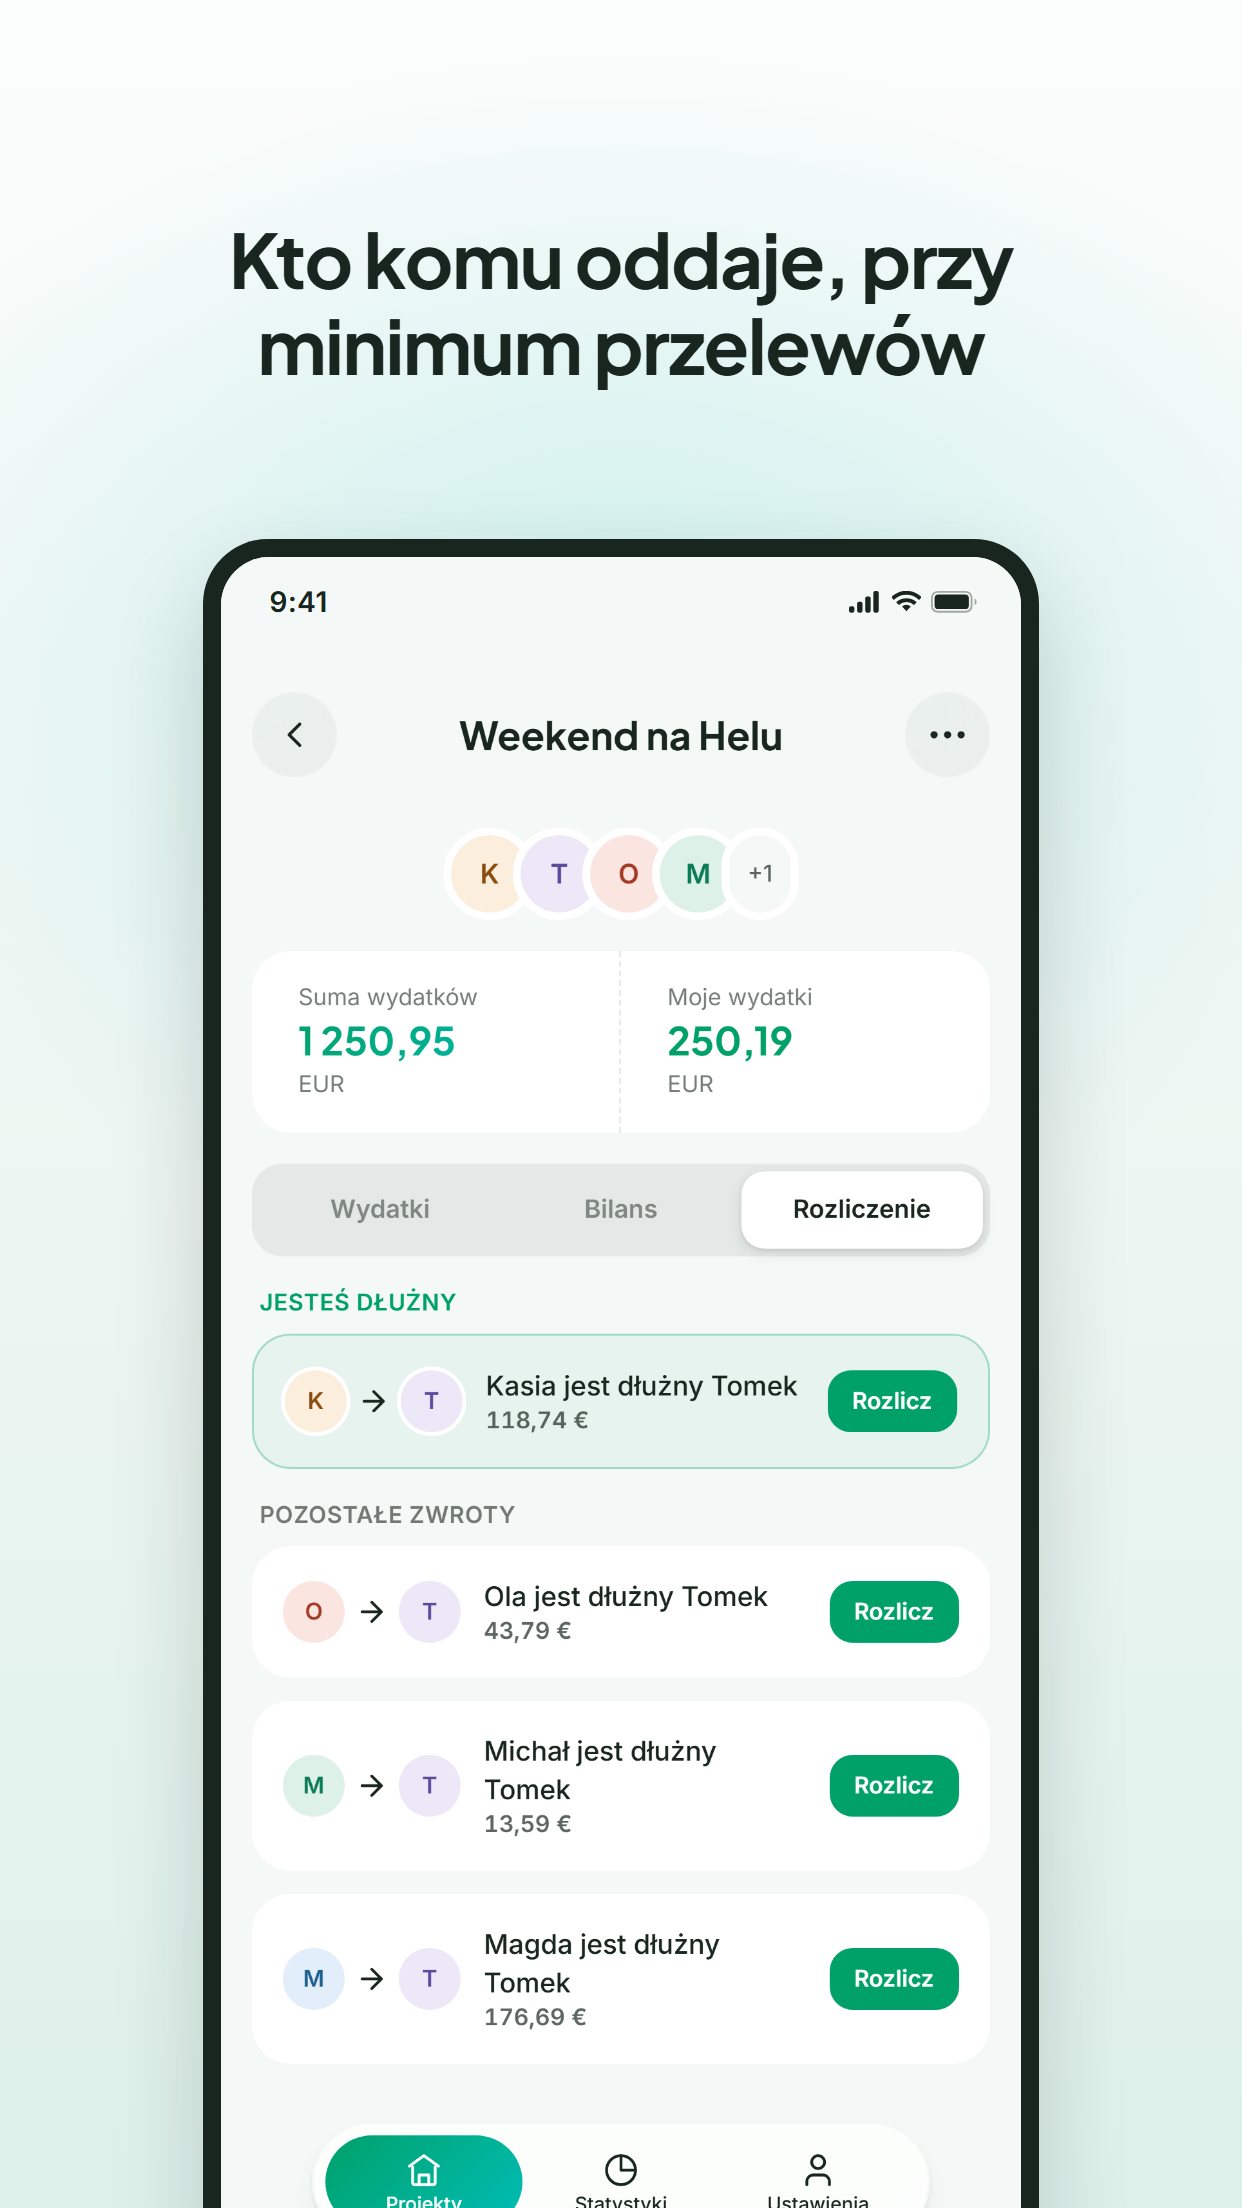 Kto komu oddaje, przy
minimum przelewów
9:41
Weekend na Helu
K T O M +1
Suma wydatków
1 250,95
EUR
Moje wydatki
250,19
EUR
Wydatki Bilans Rozliczenie
JESTEŚ DŁUŻNY
K → T
Kasia jest dłużny Tomek
118,74 €
Rozlicz
POZOSTAŁE ZWROTY
O → T
Ola jest dłużny Tomek
43,79 €
Rozlicz
M → T
Michał jest dłużny
Tomek
13,59 €
Rozlicz
M → T
Magda jest dłużny
Tomek
176,69 €
Rozlicz
Projekty Statystyki Ustawienia